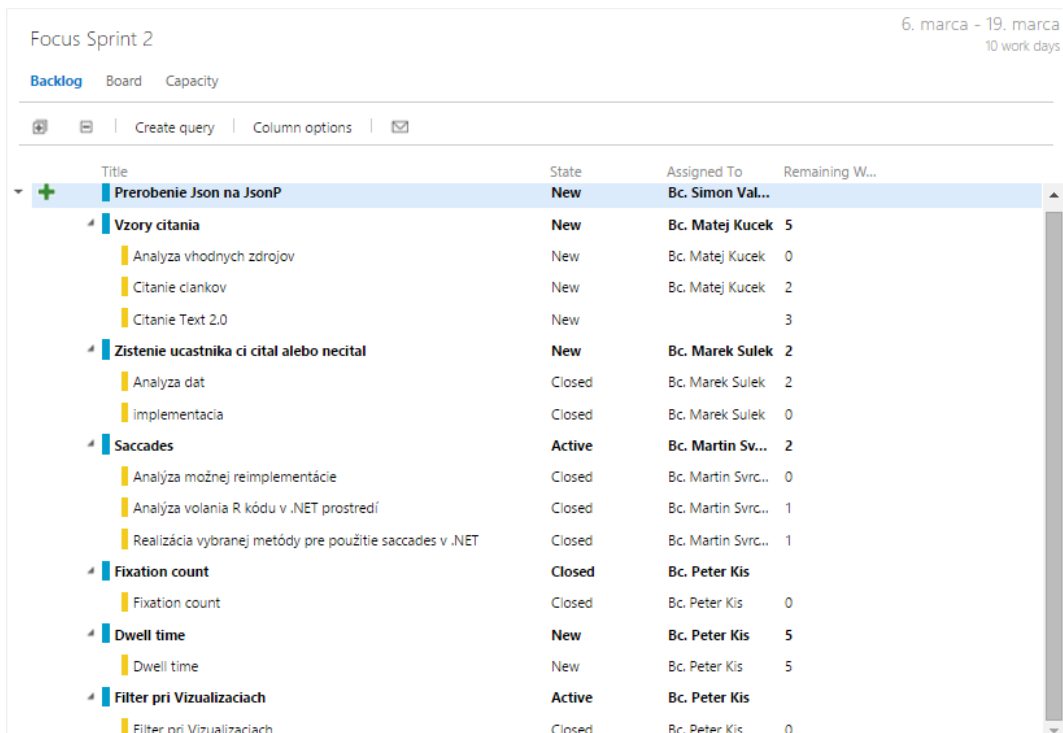 Focus Sprint 2
6. marca - 19. marca
10 work days
Backlog Board Capacity
Create query Column options
Title State Assigned To Remaining W...
Prerobenie Json na JsonP New Bc. Simon Val...
Vzory citania New Bc. Matej Kucek 5
Analyza vhodnych zdrojov New Bc. Matej Kucek 0
Citanie clankov New Bc. Matej Kucek 2
Citanie Text 2.0 New 3
Zistenie ucastnika ci cital alebo necital New Bc. Marek Sulek 2
Analyza dat Closed Bc. Marek Sulek 2
implementacia Closed Bc. Marek Sulek 0
Saccades Active Bc. Martin Sv... 2
Analýza možnej reimplementácie Closed Bc. Martin Svrc... 0
Analýza volania R kódu v .NET prostredí Closed Bc. Martin Svrc... 1
Realizácia vybranej metódy pre použitie saccades v .NET Closed Bc. Martin Svrc... 1
Fixation count Closed Bc. Peter Kis
Fixation count Closed Bc. Peter Kis 0
Dwell time New Bc. Peter Kis 5
Dwell time New Bc. Peter Kis 5
Filter pri Vizualizaciach Active Bc. Peter Kis
Filter pri Vizualizaciach Closed Bc. Peter Kis 0